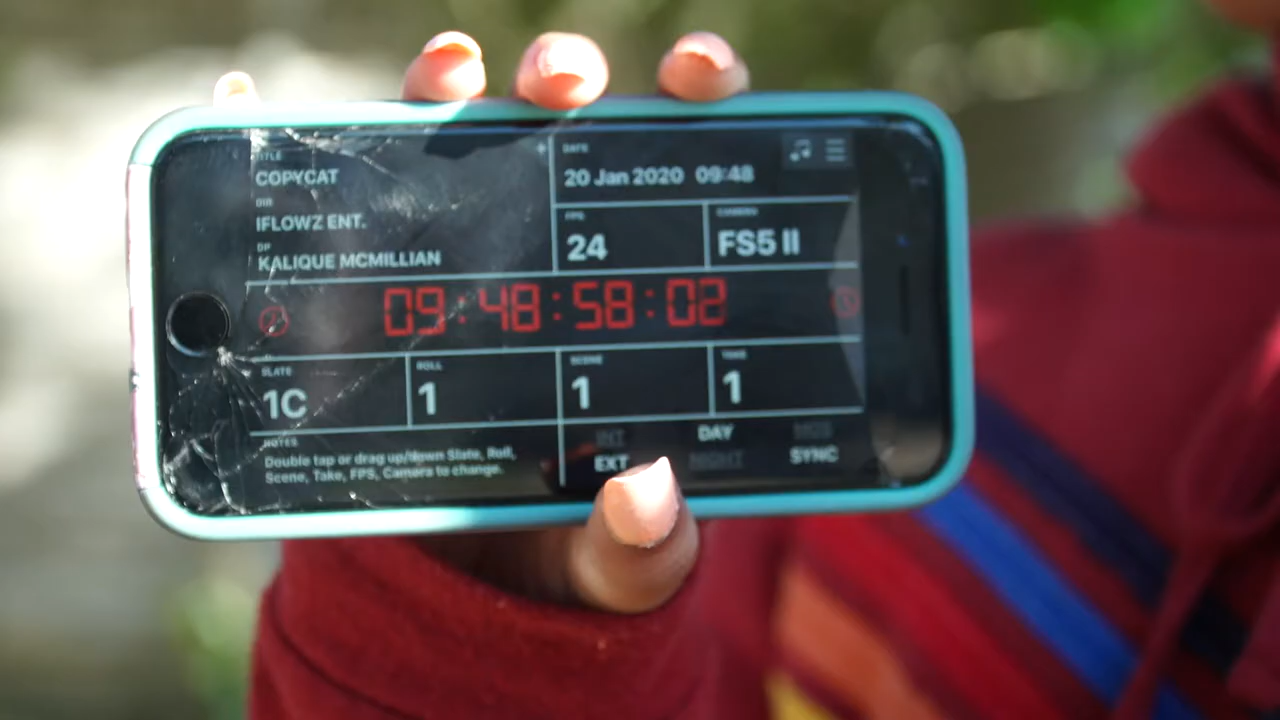 TITLE
COPYCAT
DIR
IFLOWZ ENT.
DP
KALIQUE MCMILLIAN
DATE
20 Jan 2020 09:48
FPS
24
CAMERA
FS5 II
09:48:58:02
SLATE
1C
ROLL
1
SCENE
1
TAKE
1
NOTES
Double tap or drag up/down Slate, Roll,
Scene, Take, FPS, Camera to change.
INT DAY MOS
EXT NIGHT SYNC